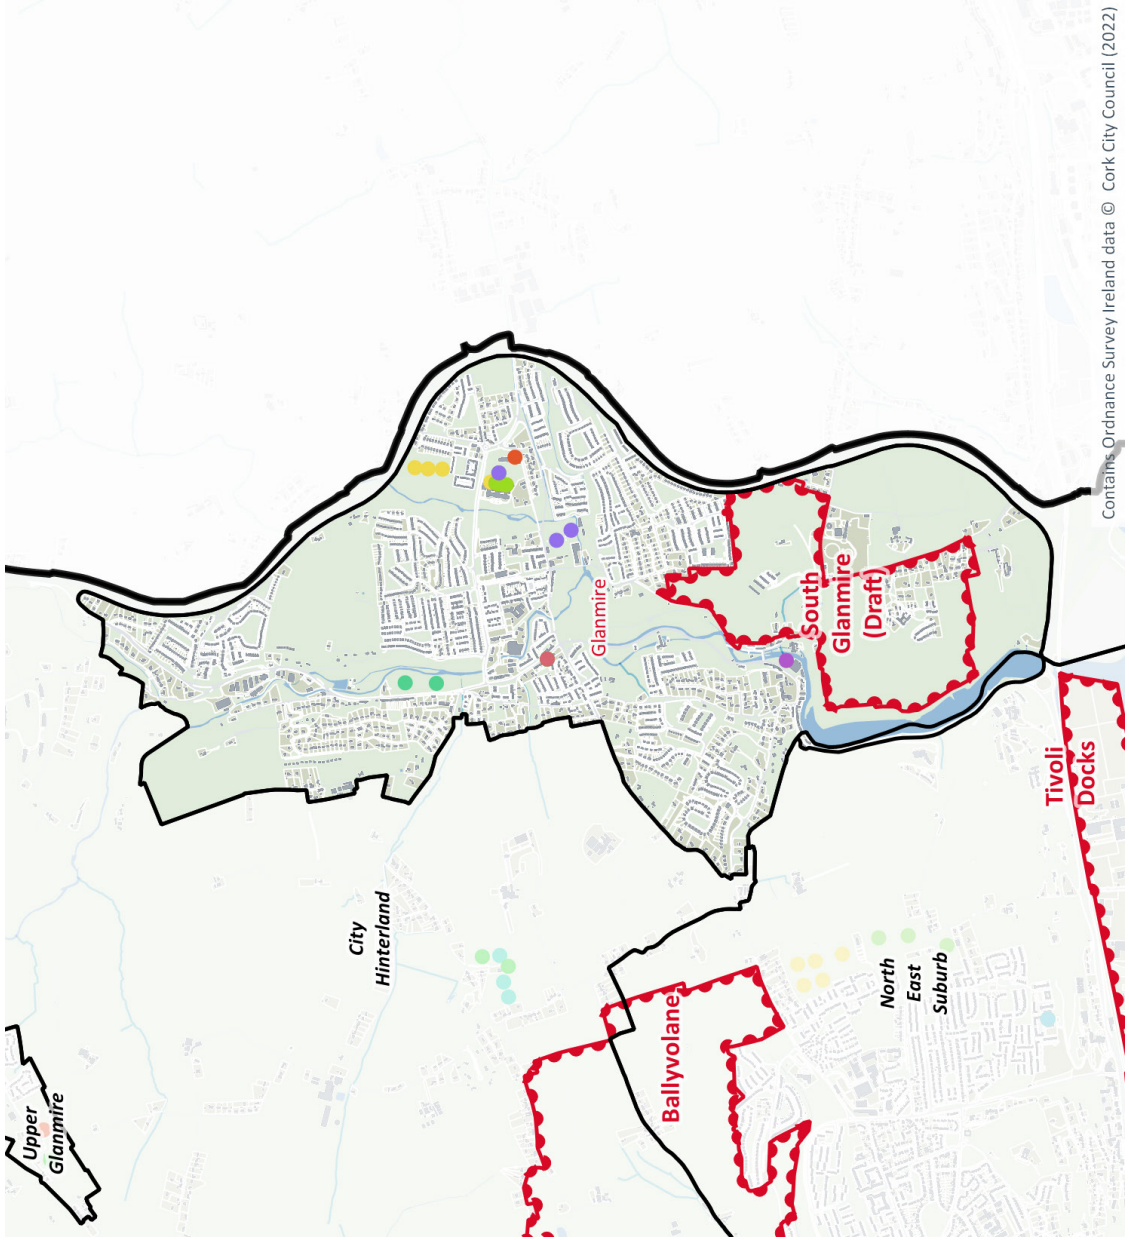 Upper
Glanmire
City
Hinterland
Glanmire
South
Glanmire
(Draft)
Ballyvolane
North
East
Suburb
Tivoli
Docks
Contains Ordnance Survey Ireland data © Cork City Council (2022)